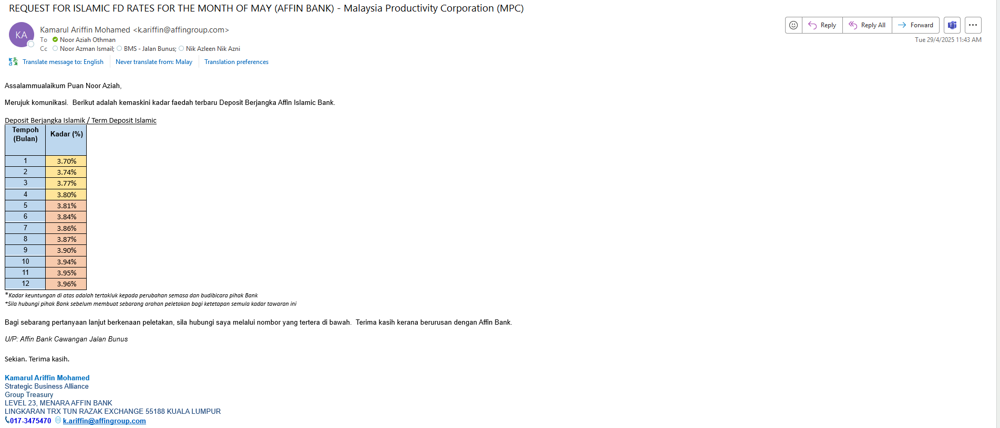 REQUEST FOR ISLAMIC FD RATES FOR THE MONTH OF MAY (AFFIN BANK) - Malaysia Productivity Corporation (MPC)
KA
Kamarul Ariffin Mohamed <k.ariffin@affingroup.com>
To Noor Aziah Othman
Cc Noor Azman Ismail; BMS - Jalan Bunus; Nik Azleen Nik Azni
Reply Reply All Forward
Tue 29/4/2025 11:43 AM
Translate message to: English Never translate from: Malay Translation preferences
Assalammualaikum Puan Noor Aziah,
Merujuk komunikasi. Berikut adalah kemaskini kadar faedah terbaru Deposit Berjangka Affin Islamic Bank.
Deposit Berjangka Islamik / Term Deposit Islamic
Tempoh (Bulan) Kadar (%)
1 3.70%
2 3.74%
3 3.77%
4 3.80%
5 3.81%
6 3.84%
7 3.86%
8 3.87%
9 3.90%
10 3.94%
11 3.95%
12 3.96%
*Kadar keuntungan di atas adalah tertakluk kepada perubahan semasa dan budibicara pihak Bank
*Sila hubungi pihak Bank sebelum membuat sebarang arahan peletakan bagi ketetapan semula kadar tawaran ini
Bagi sebarang pertanyaan lanjut berkenaan peletakan, sila hubungi saya melalui nombor yang tertera di bawah. Terima kasih kerana berurusan dengan Affin Bank.
U/P: Affin Bank Cawangan Jalan Bunus
Sekian. Terima kasih.
Kamarul Ariffin Mohamed
Strategic Business Alliance
Group Treasury
LEVEL 23, MENARA AFFIN BANK
LINGKARAN TRX TUN RAZAK EXCHANGE 55188 KUALA LUMPUR
017-3475470 k.ariffin@affingroup.com